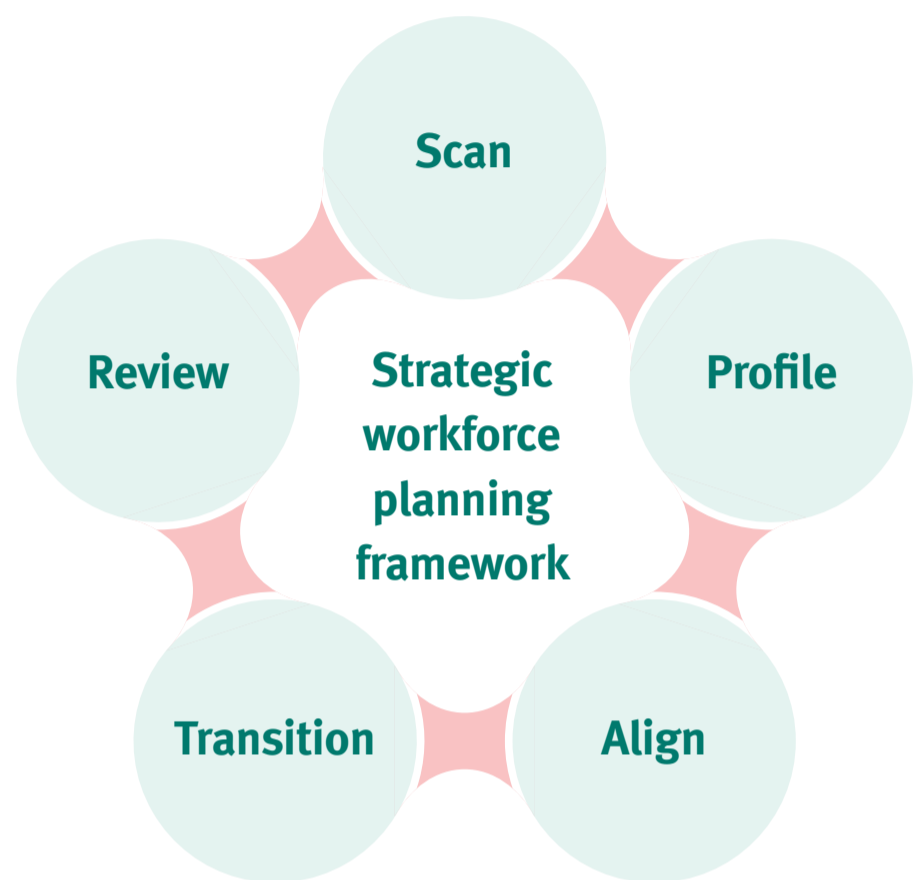 Scan
Review
Strategic
workforce
planning
framework
Profile
Transition
Align